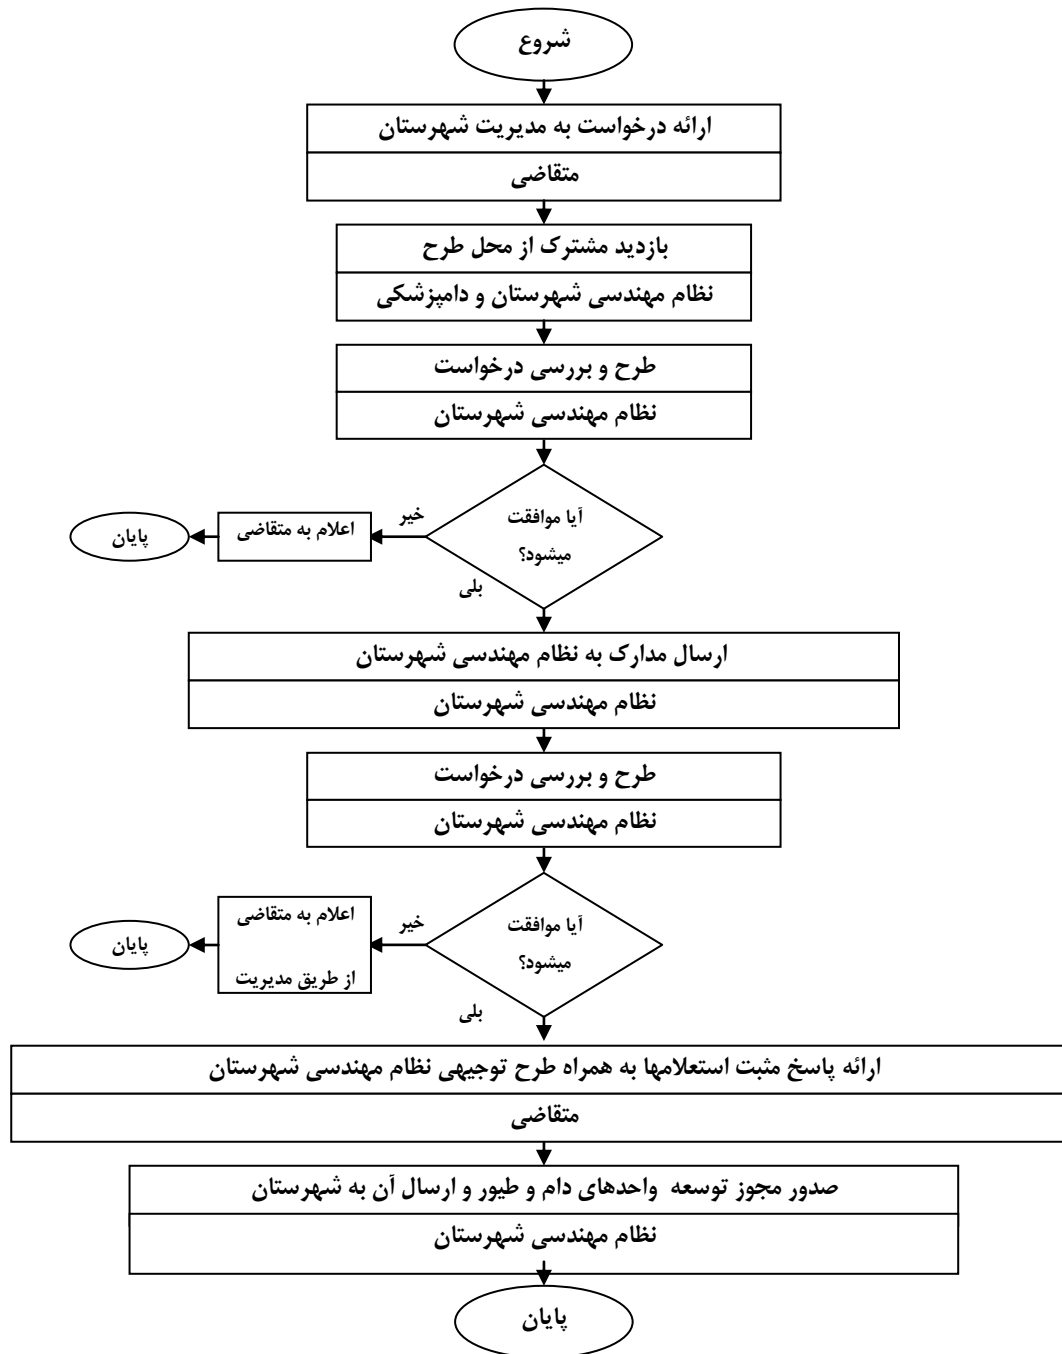 شروع
ارائه درخواست به مدیریت شهرستان
متقاضی
بازدید مشترک از محل طرح
نظام مهندسی شهرستان و دامپزشکی
طرح و بررسی درخواست
نظام مهندسی شهرستان
آیا موافقت
میشود؟
خیر
اعلام به متقاضی
پایان
بلی
ارسال مدارک به نظام مهندسی شهرستان
نظام مهندسی شهرستان
طرح و بررسی درخواست
نظام مهندسی شهرستان
آیا موافقت
میشود؟
خیر
اعلام به متقاضی
از طریق مدیریت
پایان
بلی
ارائه پاسخ مثبت استعلامها به همراه طرح توجیهی نظام مهندسی شهرستان
متقاضی
صدور مجوز توسعه واحدهای دام و طیور و ارسال آن به شهرستان
نظام مهندسی شهرستان
پایان